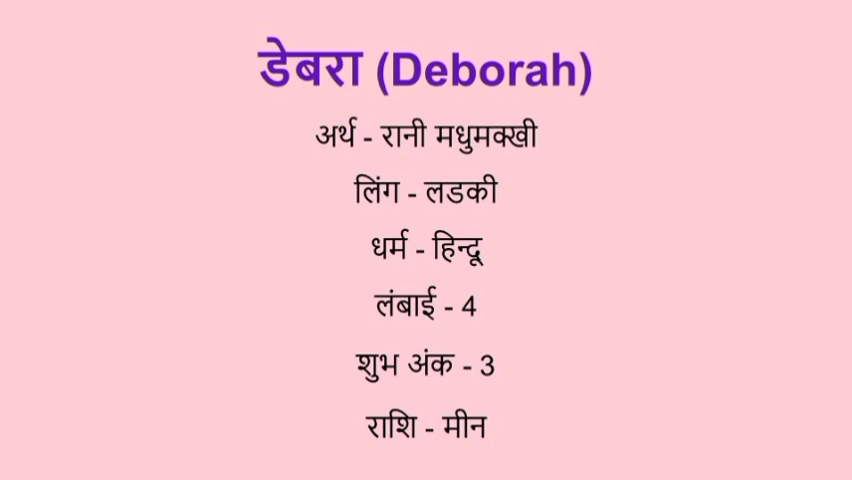 डेबरा (Deborah)
अर्थ - रानी मधुमक्खी
लिंग - लडकी
धर्म - हिन्दू
लंबाई - 4
शुभ अंक - 3
राशि - मीन